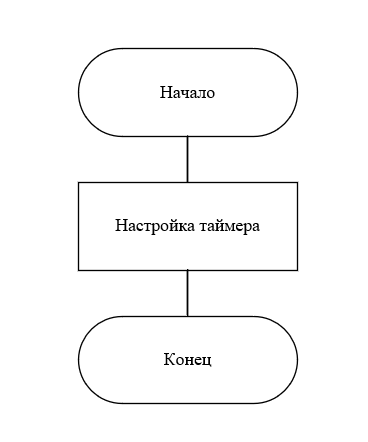 Начало
Настройка таймера
Конец